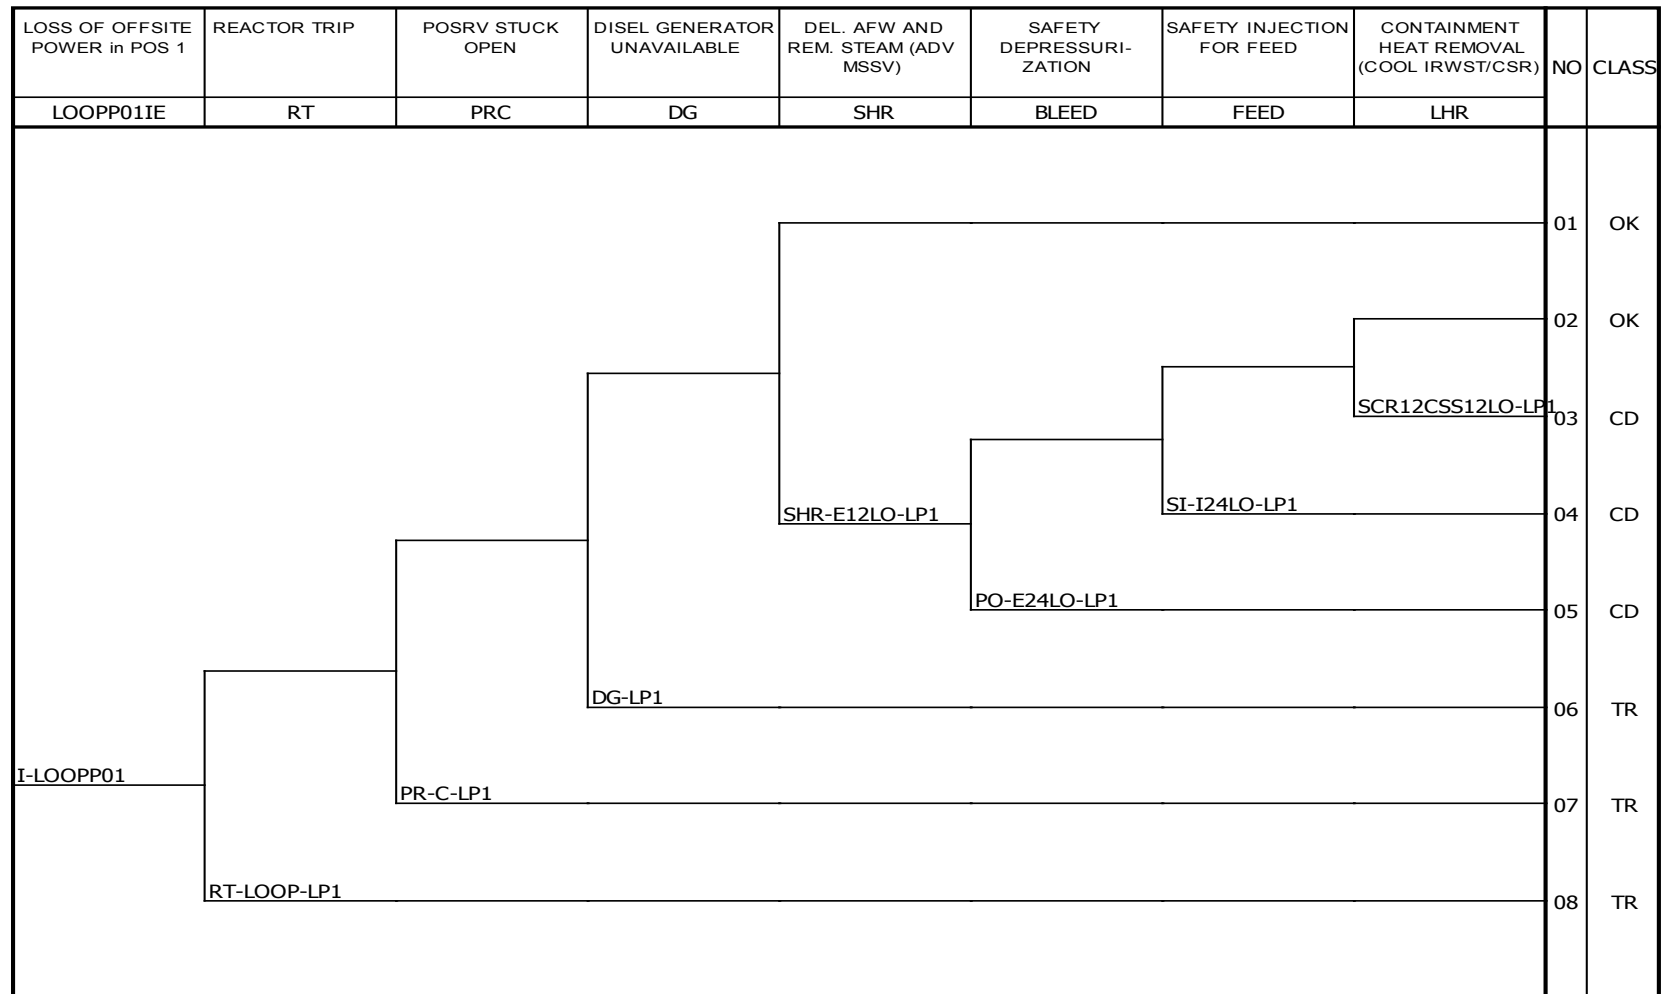 LOSS OF OFFSITE
POWER in POS 1
REACTOR TRIP
POSRV STUCK
OPEN
DISEL GENERATOR
UNAVAILABLE
DEL. AFW AND
REM. STEAM (ADV
MSSV)
SAFETY
DEPRESSURI-
ZATION
SAFETY INJECTION
FOR FEED
CONTAINMENT
HEAT REMOVAL
(COOL IRWST/CSR)
NO
CLASS
LOOPP01IE
RT
PRC
DG
SHR
BLEED
FEED
LHR
01
OK
02
OK
SCR12CSS12LO-LP1
03
CD
SHR-E12LO-LP1
SI-I24LO-LP1
04
CD
PO-E24LO-LP1
05
CD
DG-LP1
06
TR
I-LOOPP01
PR-C-LP1
07
TR
RT-LOOP-LP1
08
TR